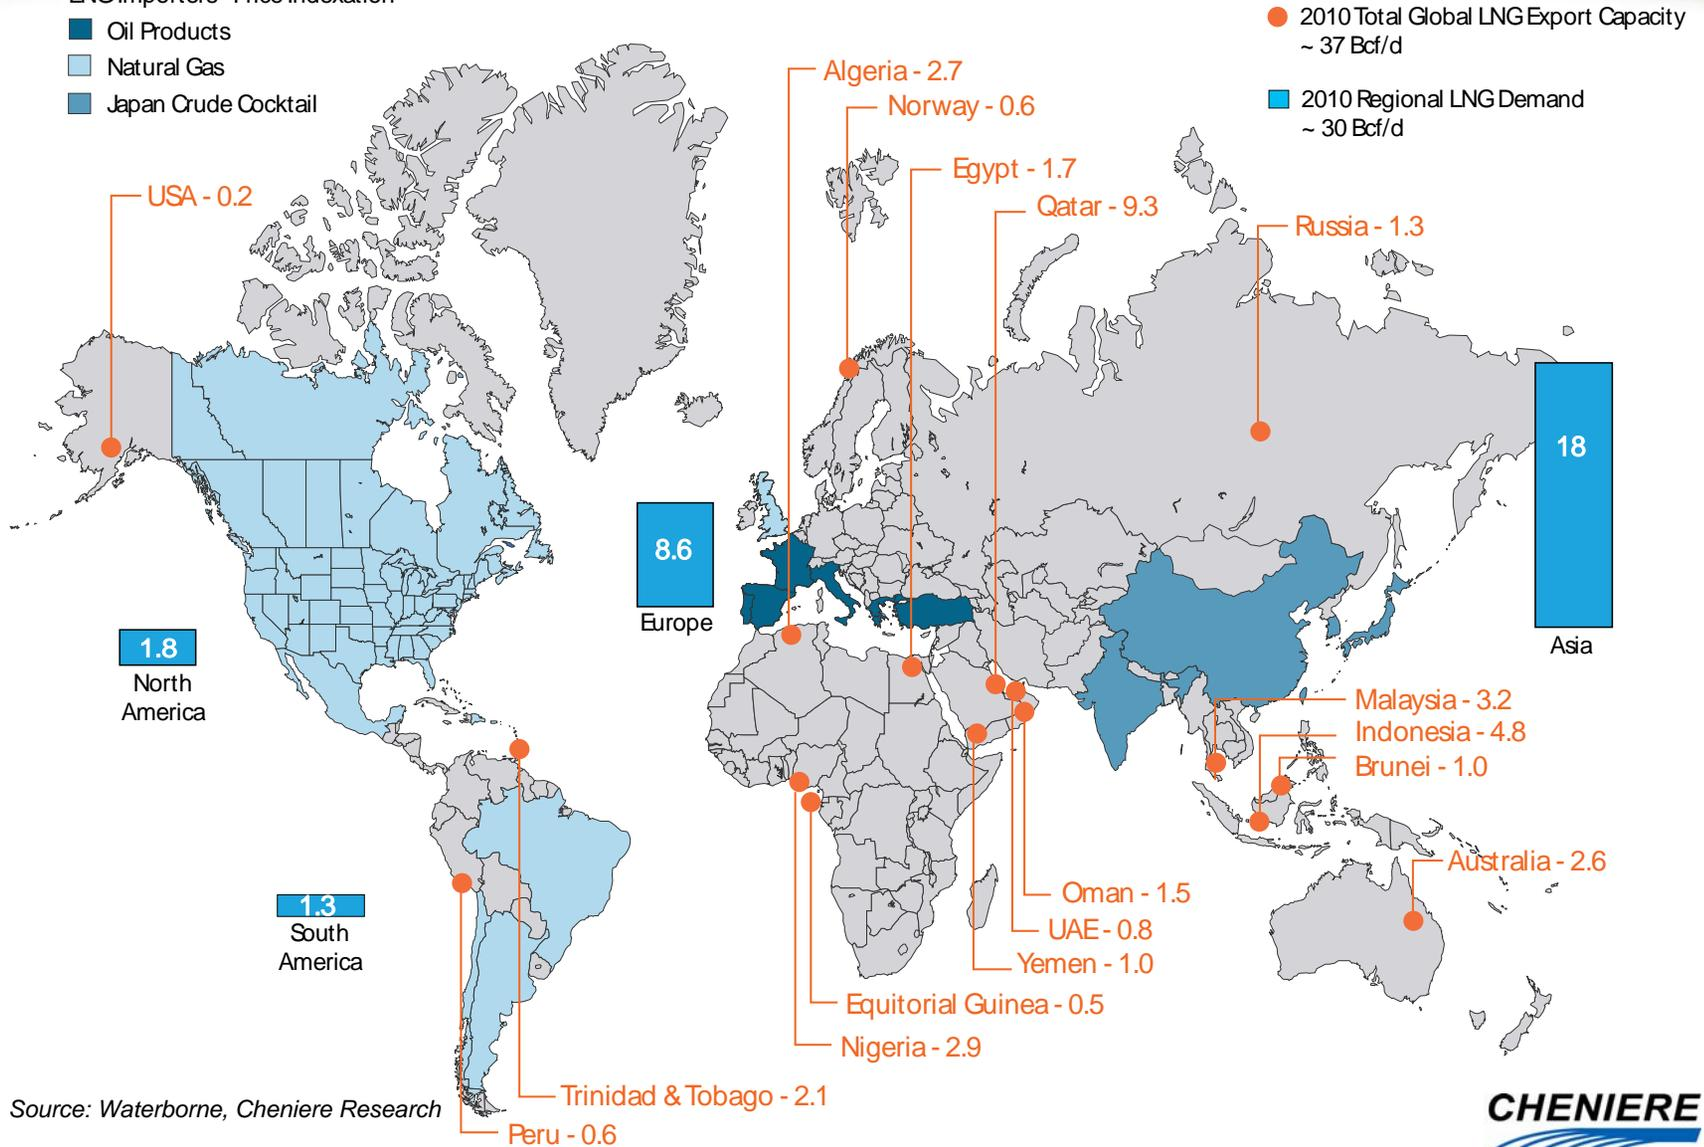 LNG Importers' Price Indexation
Oil Products
Natural Gas
Japan Crude Cocktail
2010 Total Global LNG Export Capacity
~ 37 Bcf/d
2010 Regional LNG Demand
~ 30 Bcf/d
Algeria - 2.7
Norway - 0.6
Egypt - 1.7
USA - 0.2
Qatar - 9.3
Russia - 1.3
18
Asia
8.6
Europe
1.8
North
America
Malaysia - 3.2
Indonesia - 4.8
Brunei - 1.0
Australia - 2.6
1.3
South
America
Oman - 1.5
UAE - 0.8
Yemen - 1.0
Equitorial Guinea - 0.5
Nigeria - 2.9
Trinidad & Tobago - 2.1
Peru - 0.6
Source: Waterborne, Cheniere Research
CHENIERE